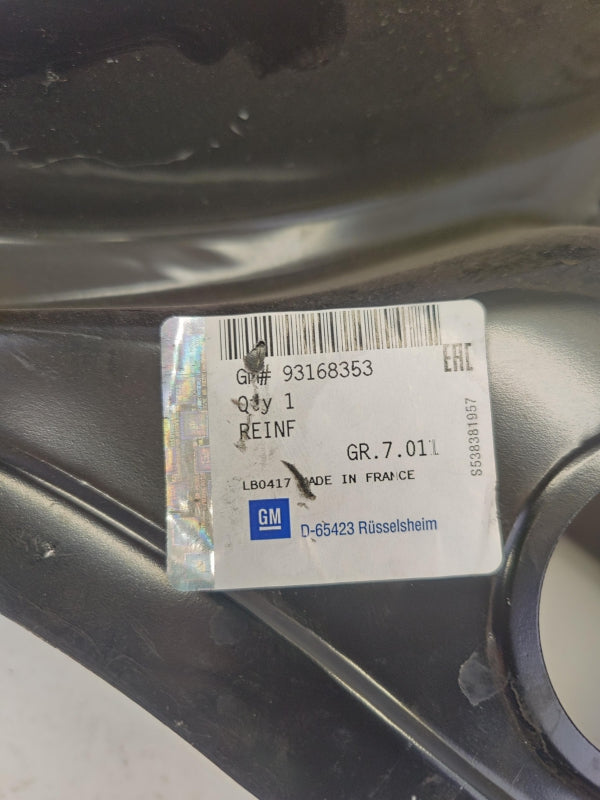 GM# 93168353
EAC
Qty 1
REINF
GR.7.011
S538381957
LB0417 MADE IN FRANCE
GM
D-65423 Rüsselsheim